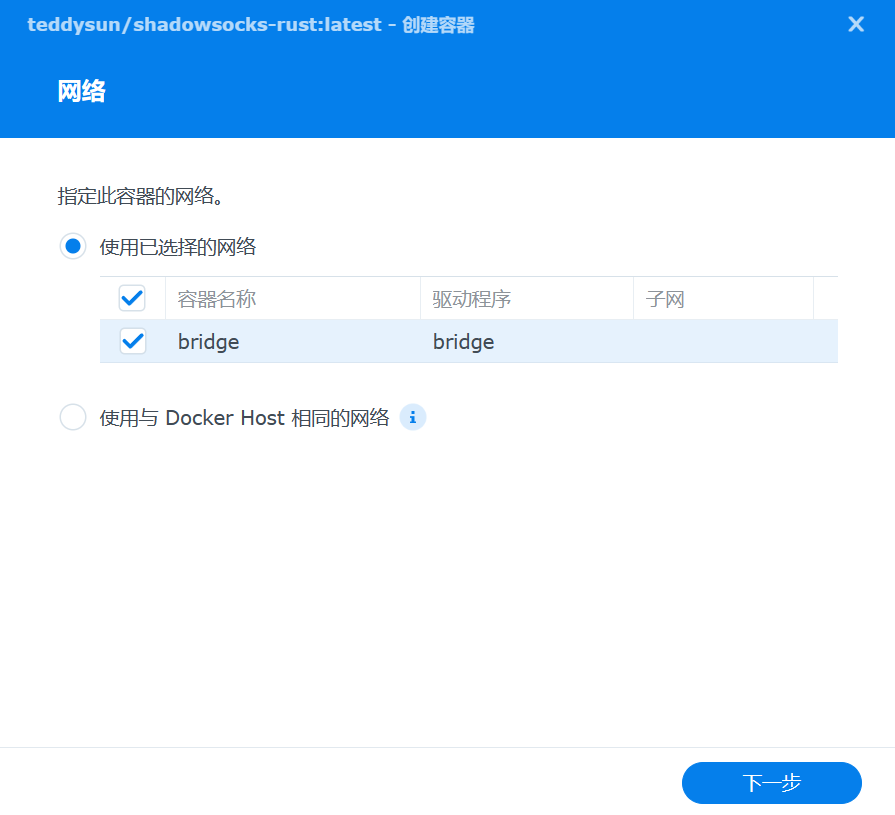 teddysun/shadowsocks-rust:latest - 创建容器
网络
指定此容器的网络。
使用已选择的网络
容器名称 驱动程序 子网
bridge bridge
使用与 Docker Host 相同的网络 i
下一步